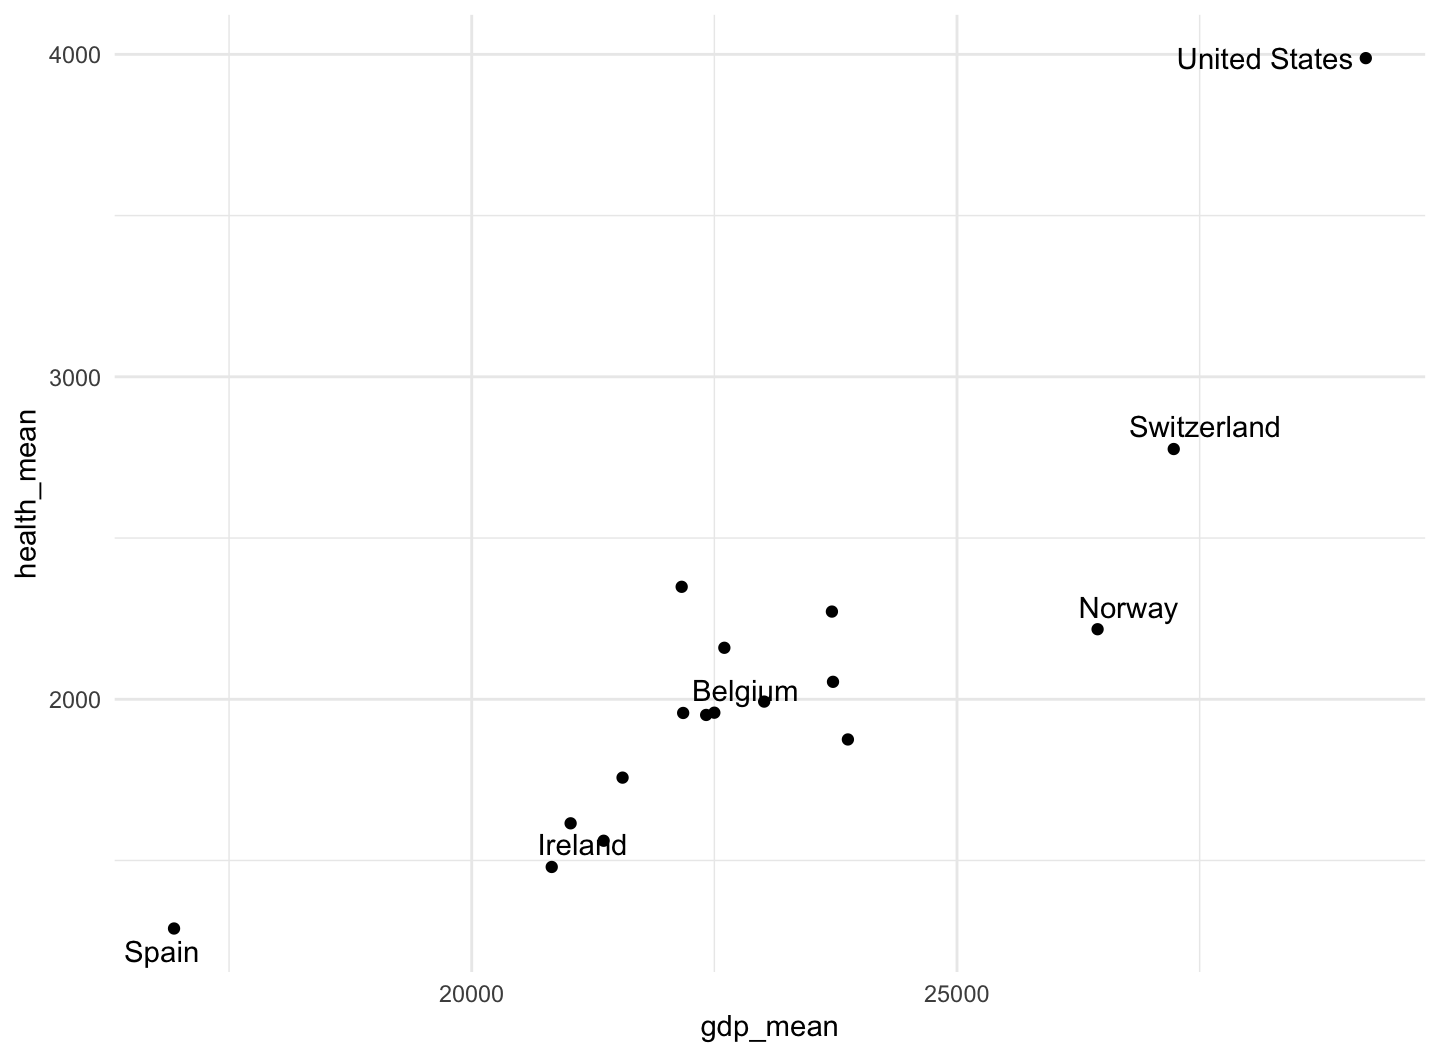 4000
United States
3000
health_mean
Switzerland
Norway
Belgium
2000
Ireland
Spain
20000
25000
gdp_mean